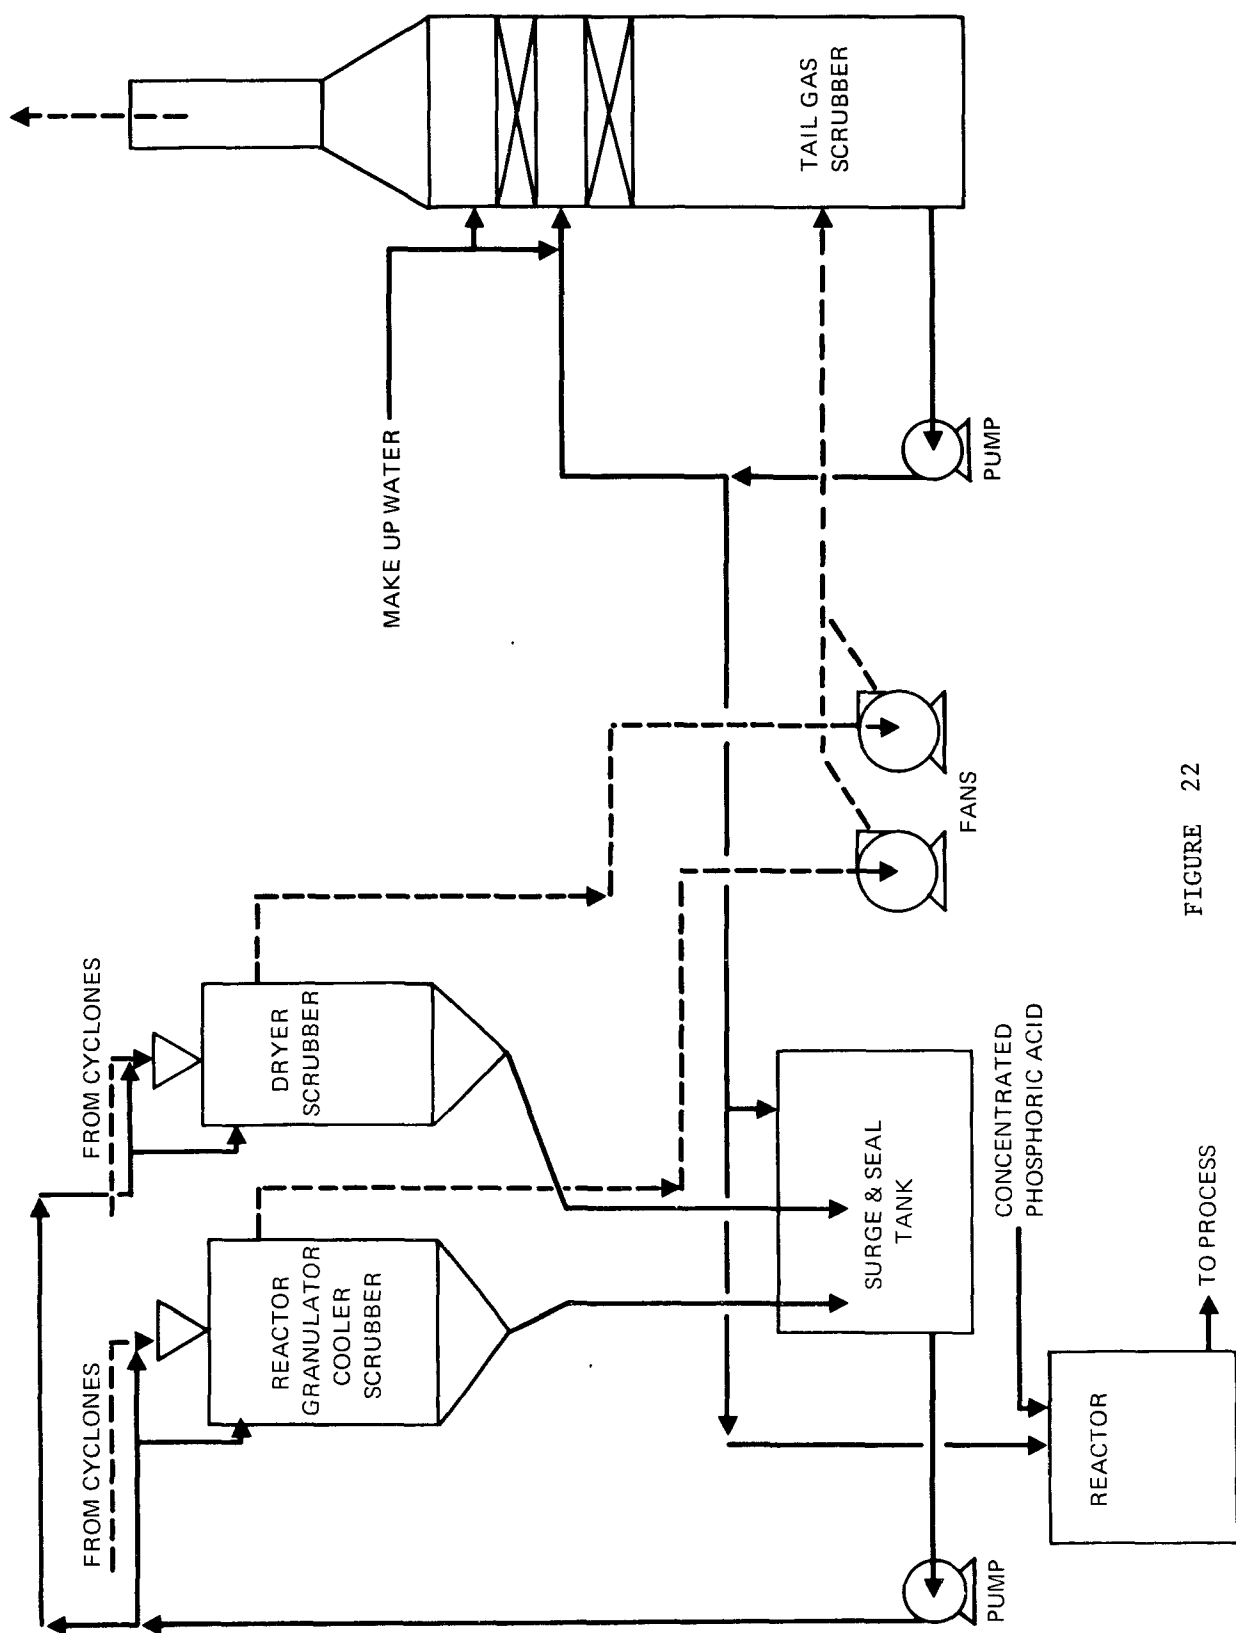 FROM CYCLONES
FROM CYCLONES
REACTOR
GRANULATOR
COOLER
SCRUBBER
DRYER
SCRUBBER
MAKE UP WATER
TAIL GAS
SCRUBBER
SURGE & SEAL
TANK
FANS
PUMP
PUMP
CONCENTRATED
PHOSPHORIC ACID
REACTOR
TO PROCESS
FIGURE 22